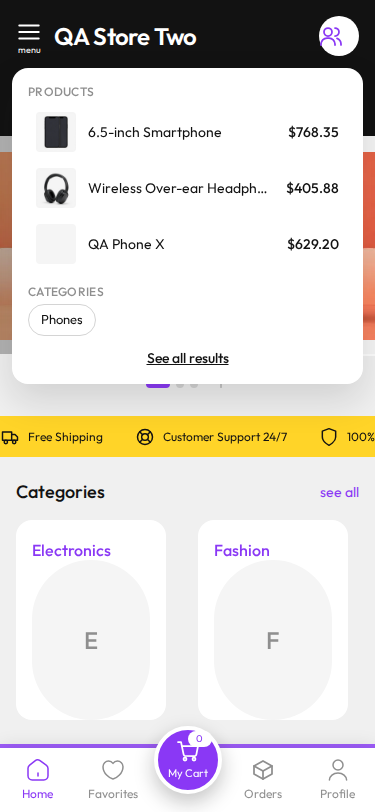 QA Store Two
menu
PRODUCTS
6.5-inch Smartphone $768.35
Wireless Over-ear Headph... $405.88
QA Phone X $629.20
CATEGORIES
Phones
See all results
Free Shipping Customer Support 24/7 100%
Categories see all
Electronics Fashion
E F
0
My Cart
Home Favorites Orders Profile